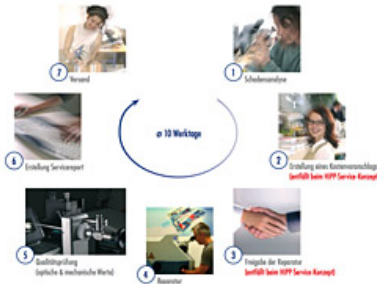 1
Schadensanalyse
2
Erstellung eines Kostenvoranschlags
(entfällt beim HIPP Service-Konzept)
3
Freigabe der Reparatur
(entfällt beim HIPP Service-Konzept)
4
Reparatur
5
Qualitätsprüfung
(optische & mechanische Werte)
6
Erstellung Servicereport
7
Versand
ø 10 Werktage